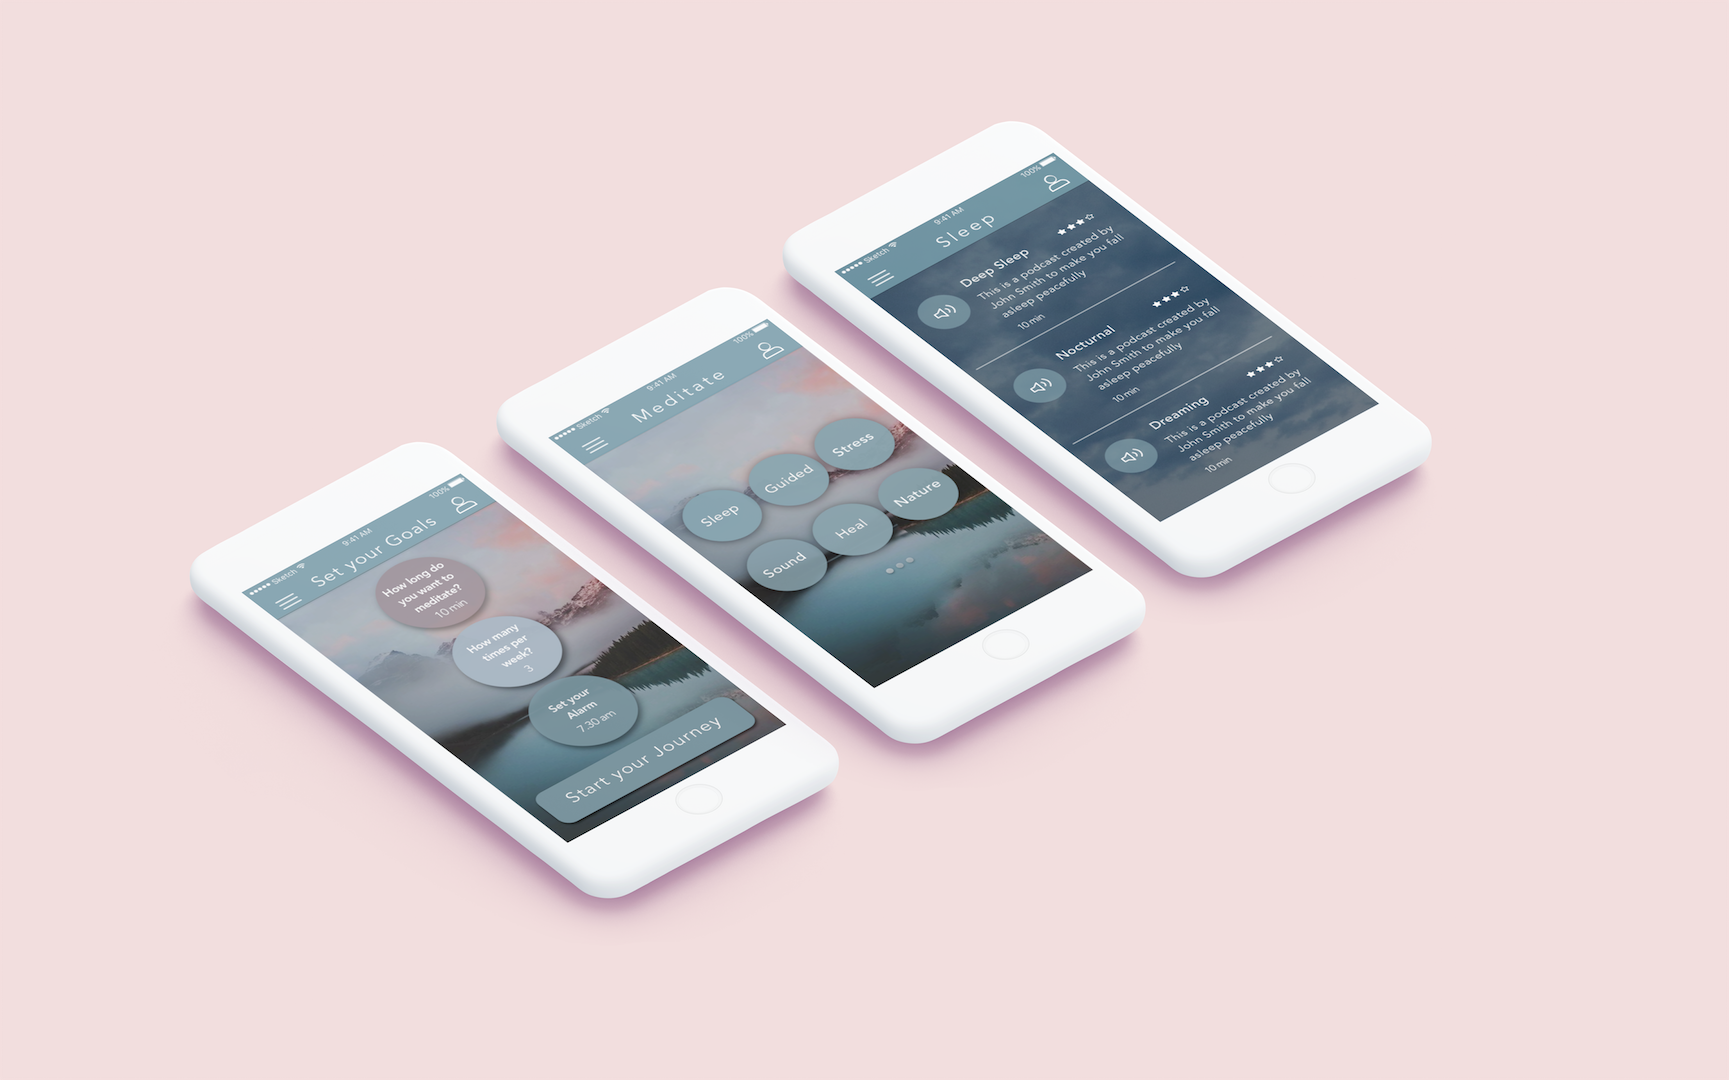 Sketch
9:41 AM
100%
Set your Goals
How long do
you want to
meditate?
10 min
How many
times per
week?
3
Set your
Alarm
7.30 am
Start your Journey
Sketch
9:41 AM
100%
Meditate
Sleep
Guided
Stress
Sound
Heal
Nature
Sketch
9:41 AM
100%
Sleep
Deep Sleep
This is a podcast created by
John Smith to make you fall
asleep peacefully
10 min
Nocturnal
This is a podcast created by
John Smith to make you fall
asleep peacefully
10 min
Dreaming
This is a podcast created by
John Smith to make you fall
asleep peacefully
10 min